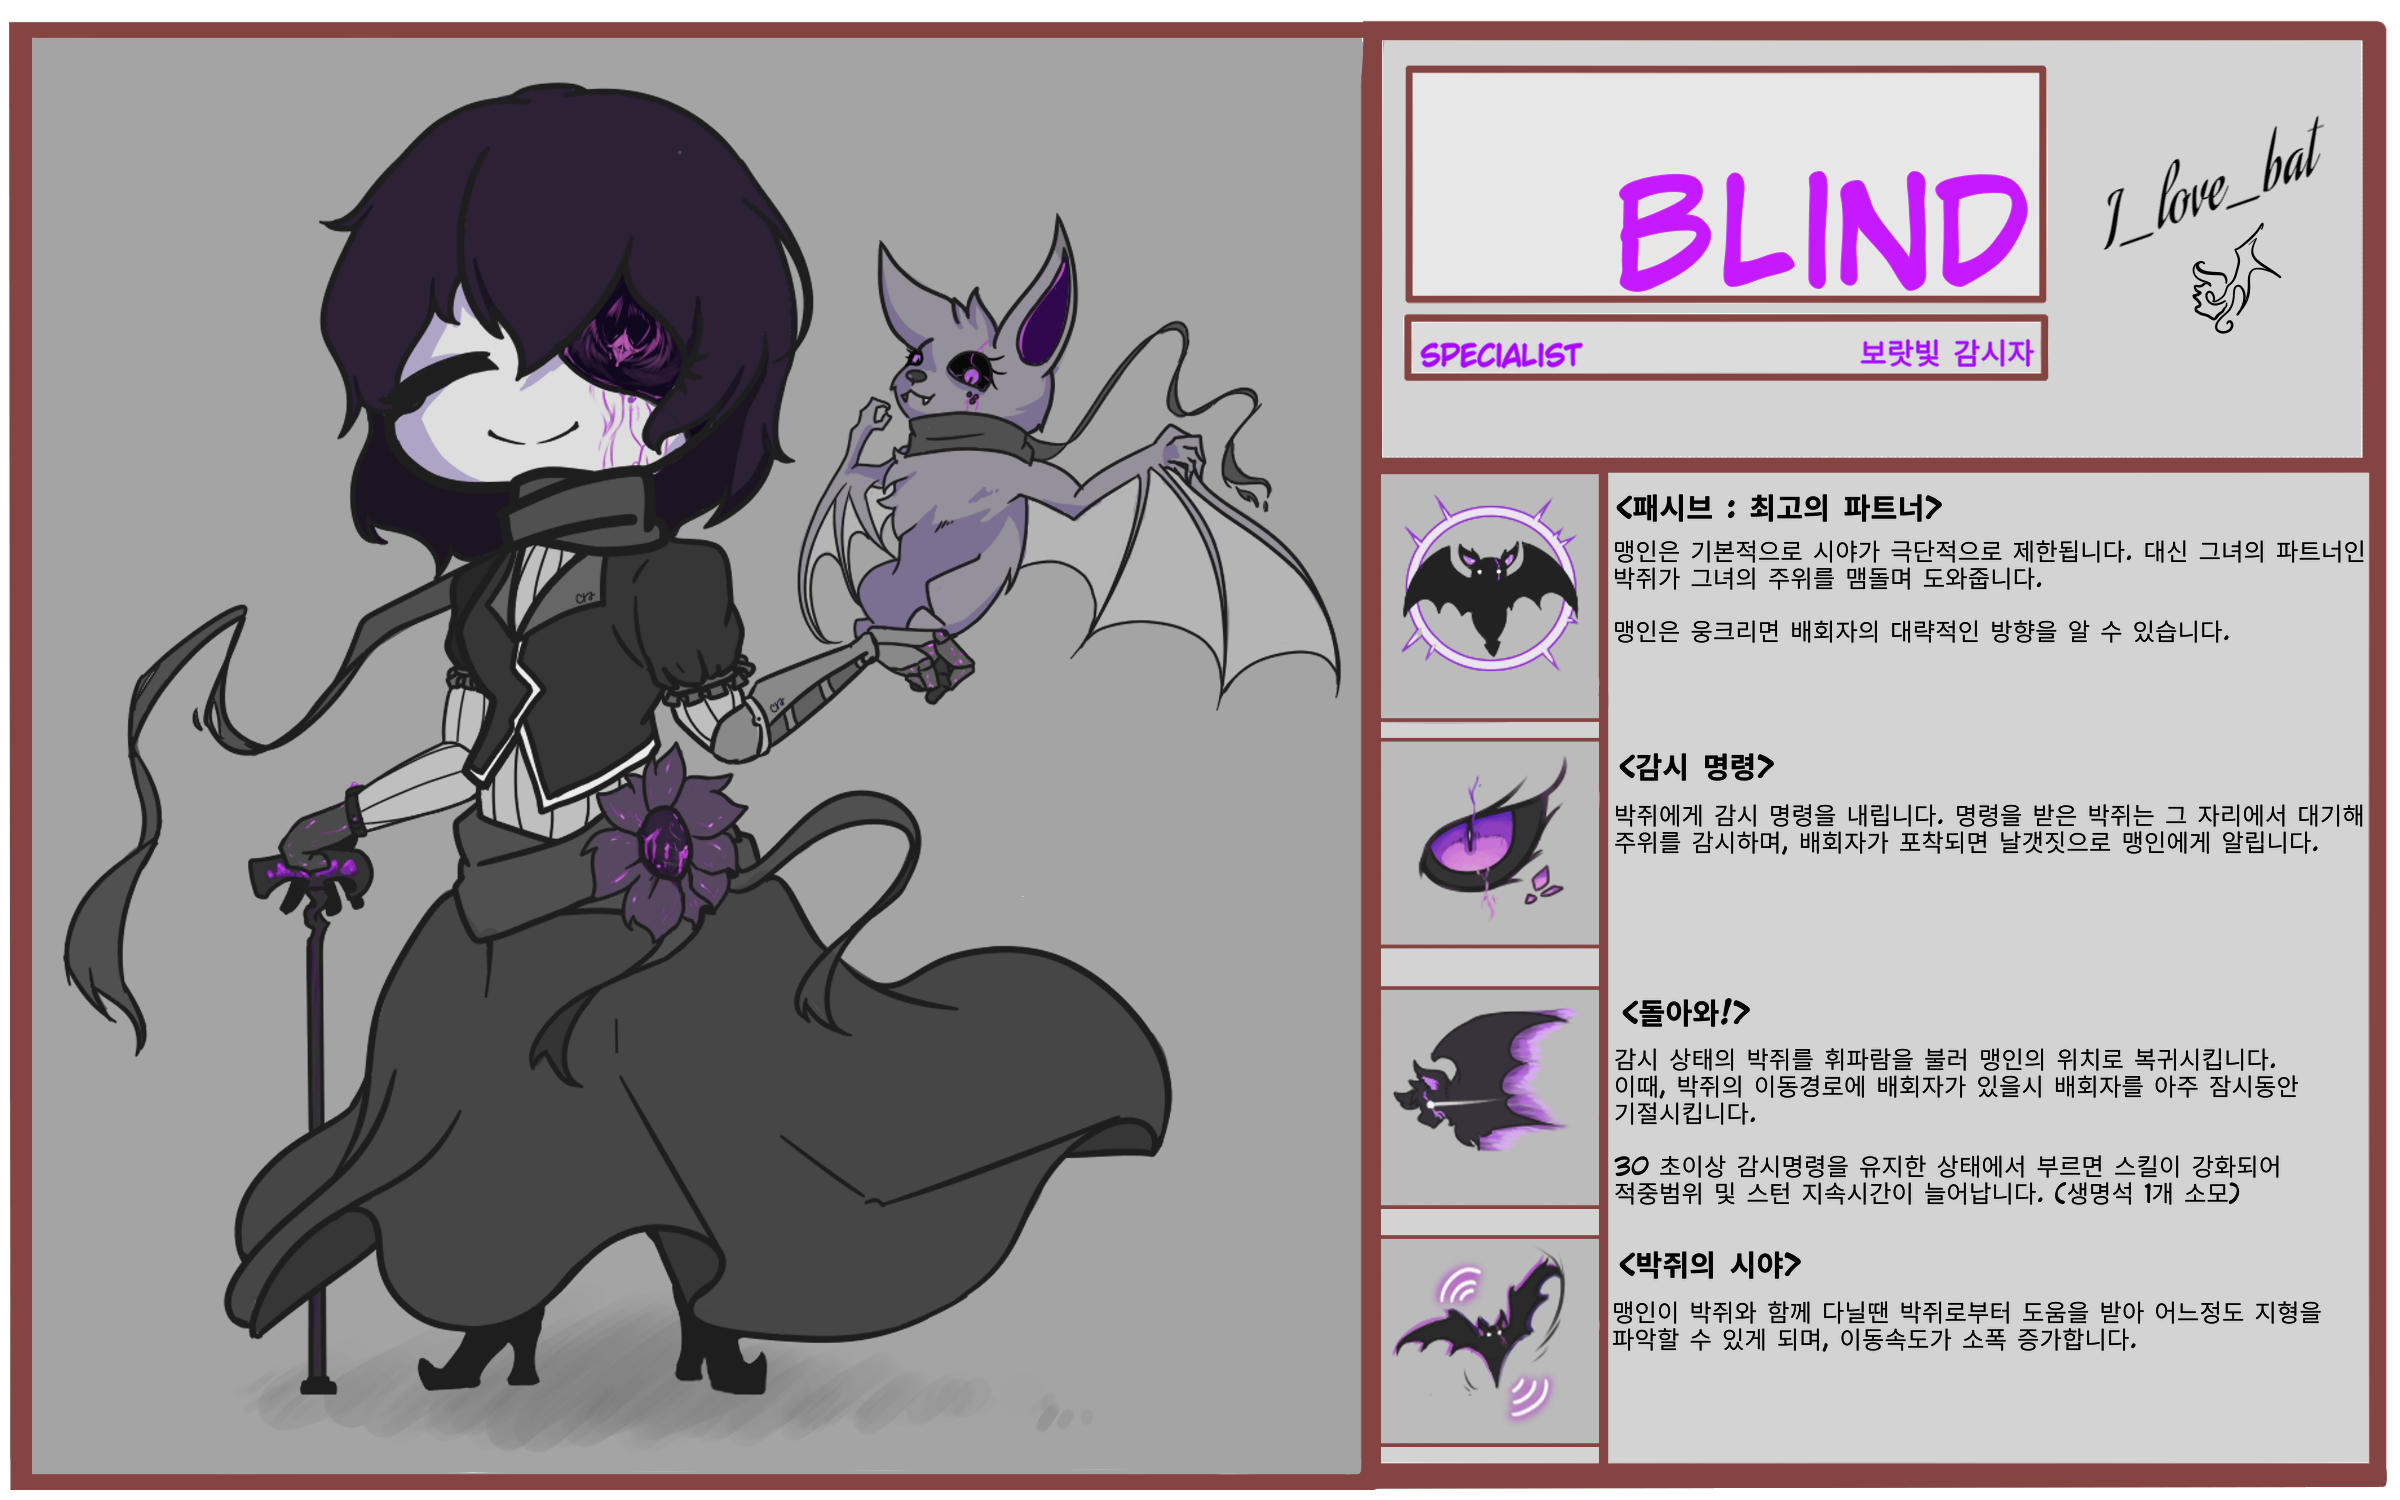 BLIND
SPECIALIST
보랏빛 감시자
I_love_bat
<패시브 : 최고의 파트너>
맹인은 기본적으로 시야가 극단적으로 제한됩니다. 대신 그녀의 파트너인
박쥐가 그녀의 주위를 맴돌며 도와줍니다.
맹인은 웅크리면 배회자의 대략적인 방향을 알 수 있습니다.
<감시 명령>
박쥐에게 감시 명령을 내립니다. 명령을 받은 박쥐는 그 자리에서 대기해
주위를 감시하며, 배회자가 포착되면 날갯짓으로 맹인에게 알립니다.
<돌아와!>
감시 상태의 박쥐를 휘파람을 불러 맹인의 위치로 복귀시킵니다.
이때, 박쥐의 이동경로에 배회자가 있을시 배회자를 아주 잠시동안
기절시킵니다.
30 초이상 감시명령을 유지한 상태에서 부르면 스킬이 강화되어
적중범위 및 스턴 지속시간이 늘어납니다. (생명석 1개 소모)
<박쥐의 시야>
맹인이 박쥐와 함께 다닐땐 박쥐로부터 도움을 받아 어느정도 지형을
파악할 수 있게 되며, 이동속도가 소폭 증가합니다.